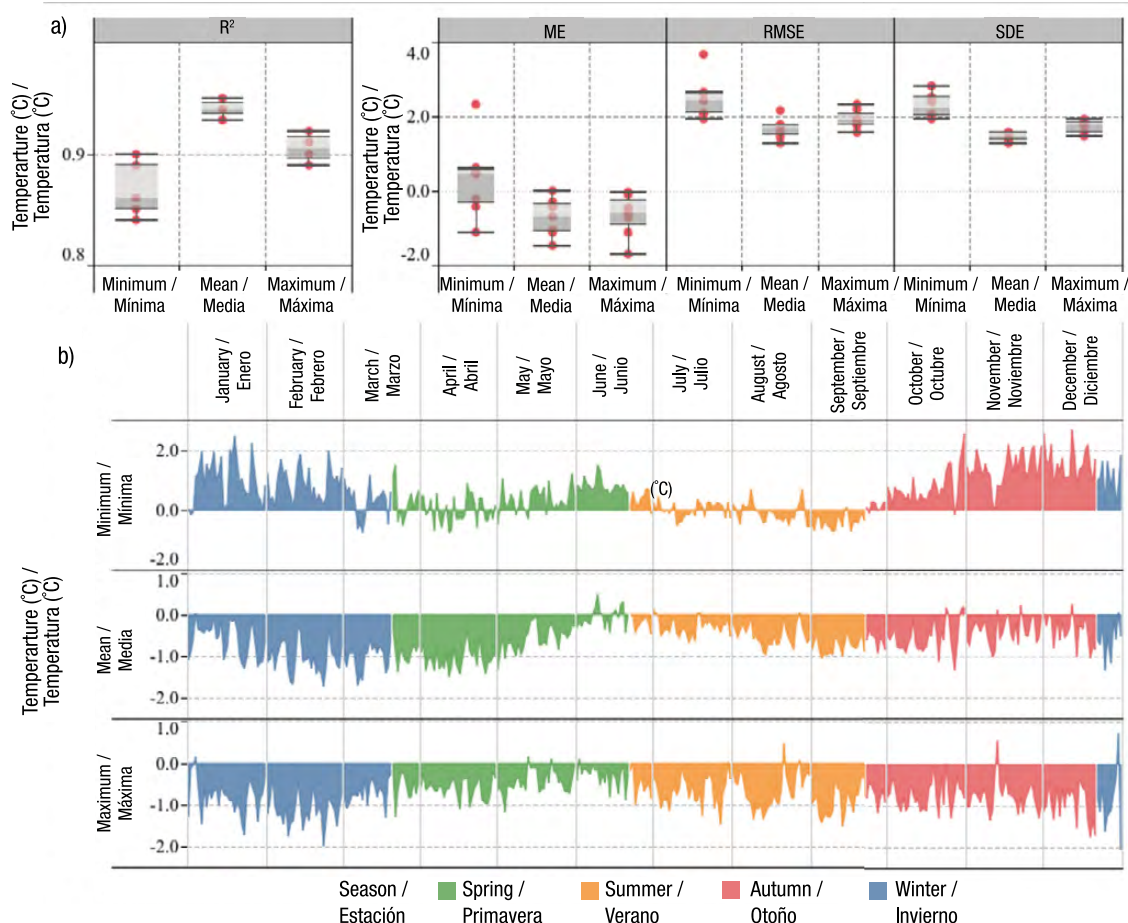 a)
R²
ME
RMSE
SDE
Temperarture (˚C) /
Temperatura (˚C)
0.9
0.8
Temperarture (˚C) /
Temperatura (˚C)
4.0
2.0
0.0
-2.0
Minimum /
Mínima
Mean /
Media
Maximum /
Máxima
Minimum /
Mínima
Mean /
Media
Maximum /
Máxima
Minimum /
Mínima
Mean /
Media
Maximum /
Máxima
Minimum /
Mínima
Mean /
Media
Maximum /
Máxima
b)
January /
Enero
February /
Febrero
March /
Marzo
April /
Abril
May /
Mayo
June /
Junio
July /
Julio
August /
Agosto
September /
Septiembre
October /
Octubre
November /
Noviembre
December /
Diciembre
Temperarture (˚C) /
Temperatura (˚C)
Minimum /
Mínima
2.0
0.0
-2.0
(˚C)
Mean /
Media
1.0
0.0
-1.0
-2.0
Maximum /
Máxima
1.0
0.0
-1.0
-2.0
Season /
Estación
Spring /
Primavera
Summer /
Verano
Autumn /
Otoño
Winter /
Invierno